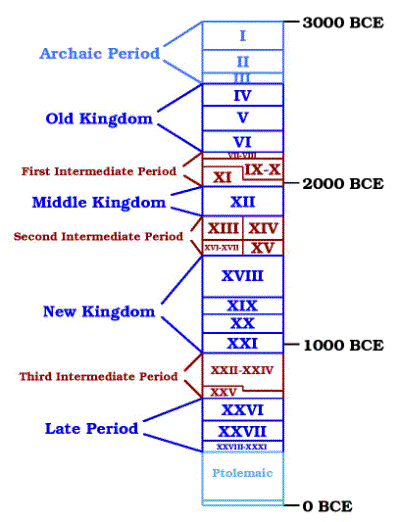 3000 BCE
I
Archaic Period
II
III
IV
Old Kingdom
V
VI
VII-VIII
First Intermediate Period
IX-X
XI
2000 BCE
Middle Kingdom
XII
XIII
XIV
Second Intermediate Period
XVI-XVII
XV
XVIII
New Kingdom
XIX
XX
XXI
1000 BCE
Third Intermediate Period
XXII-XXIV
XXV
XXVI
Late Period
XXVII
XXVIII-XXXI
Ptolemaic
0 BCE